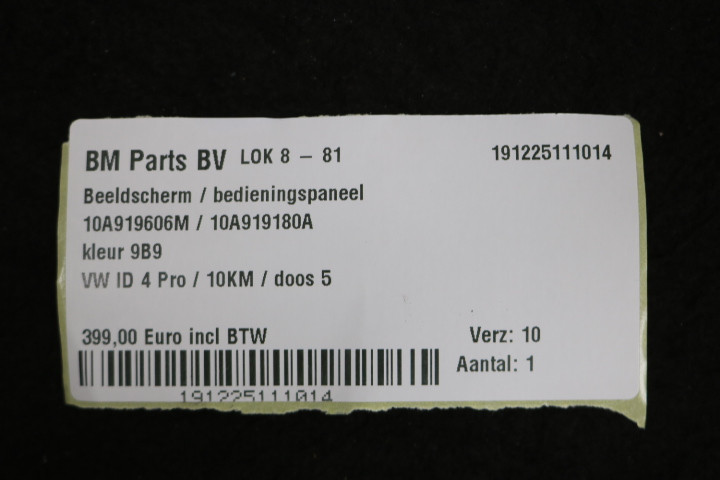 BM Parts BV LOK 8 – 81 191225111014
Beeldscherm / bedieningspaneel
10A919606M / 10A919180A
kleur 9B9
VW ID 4 Pro / 10KM / doos 5
399,00 Euro incl BTW Verz: 10
Aantal: 1
191225111014